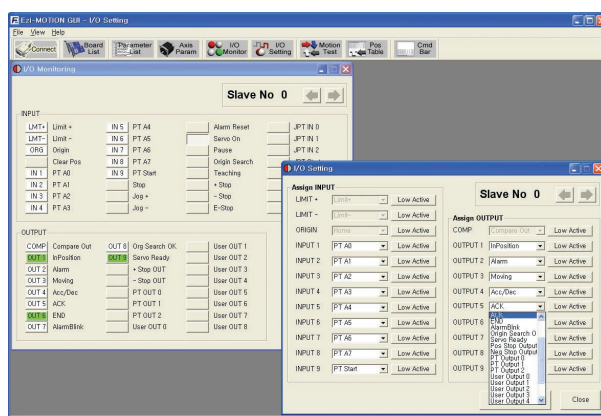 Ezi-MOTION GUI - I/O Setting
File View Help
Connect Board List Parameter List Axis Param I/O Monitor I/O Setting Motion Test Pos Table Cmd Bar
I/O Monitoring
Slave No 0
INPUT
LMT+ Limit + IN 5 PT A4 Alarm Reset JPT IN 0
LMT- Limit - IN 6 PT A5 Servo On JPT IN 1
ORG Origin IN 7 PT A6 Pause JPT IN 2
Clear Pos IN 8 PT A7 Origin Search
IN 1 PT A0 IN 9 PT Start Teaching
IN 2 PT A1 Stop + Stop
IN 3 PT A2 Jog + - Stop
IN 4 PT A3 Jog - E-Stop
OUTPUT
COMP Compare Out OUT 8 Org Search OK User OUT 1
OUT 1 InPosition OUT 9 Servo Ready User OUT 2
OUT 2 Alarm + Stop OUT User OUT 3
OUT 3 Moving - Stop OUT User OUT 4
OUT 4 Acc/Dec PT OUT 0 User OUT 5
OUT 5 ACK PT OUT 1 User OUT 6
OUT 6 END PT OUT 2 User OUT 7
OUT 7 AlarmBlink User OUT 0 User OUT 8
I/O Setting
Slave No 0
Assign INPUT
LIMIT + Limit+ Low Active
LIMIT - Limit- Low Active
ORIGIN Home Low Active
INPUT 1 PT A0 Low Active
INPUT 2 PT A1 Low Active
INPUT 3 PT A2 Low Active
INPUT 4 PT A3 Low Active
INPUT 5 PT A4 Low Active
INPUT 6 PT A5 Low Active
INPUT 7 PT A6 Low Active
INPUT 8 PT A7 Low Active
INPUT 9 PT Start Low Active
Assign OUTPUT
COMP Compare Out Low Active
OUTPUT 1 InPosition Low Active
OUTPUT 2 Alarm Low Active
OUTPUT 3 Moving Low Active
OUTPUT 4 Acc/Dec Low Active
OUTPUT 5 ACK Low Active
OUTPUT 6 Low Active
OUTPUT 7 Low Active
OUTPUT 8 Low Active
OUTPUT 9 Low Active
ACK
END
AlarmBlnk
Origin Search O
Servo Ready
Pos Stop Output
Neg Stop Output
PT Output 0
PT Output 1
PT Output 2
User Output 0
User Output 1
User Output 2
User Output 3
User Output 4
Close